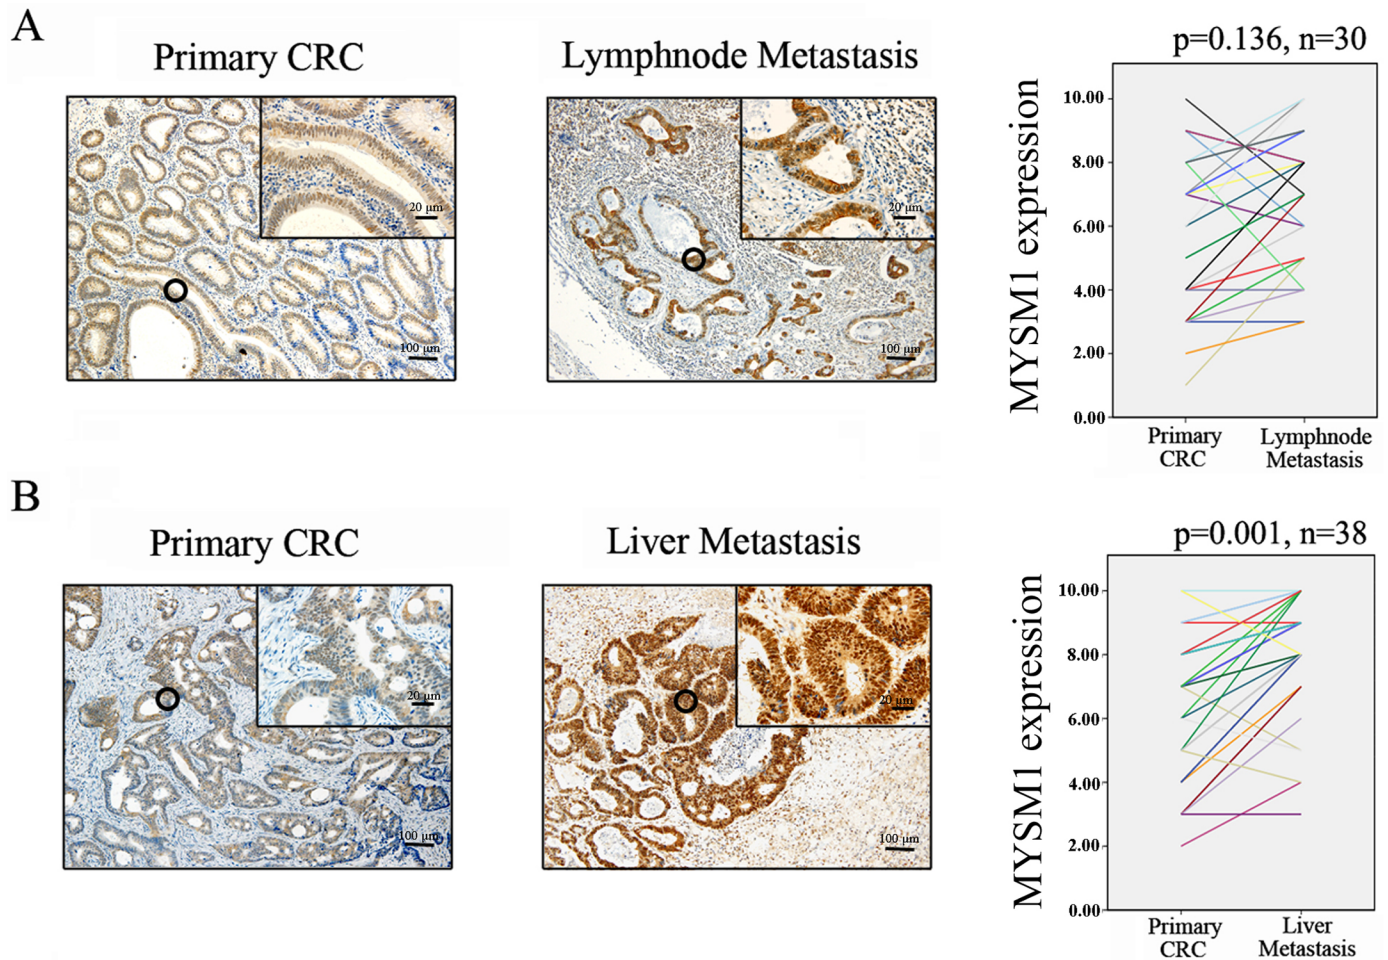 A
Primary CRC
Lymphnode Metastasis
p=0.136, n=30
20 μm
20 μm
100 μm
100 μm
MYSM1 expression
10.00
8.00
6.00
4.00
2.00
0.00
Primary
CRC
Lymphnode
Metastasis
B
Primary CRC
Liver Metastasis
p=0.001, n=38
20 μm
20 μm
100 μm
100 μm
MYSM1 expression
10.00
8.00
6.00
4.00
2.00
0.00
Primary
CRC
Liver
Metastasis